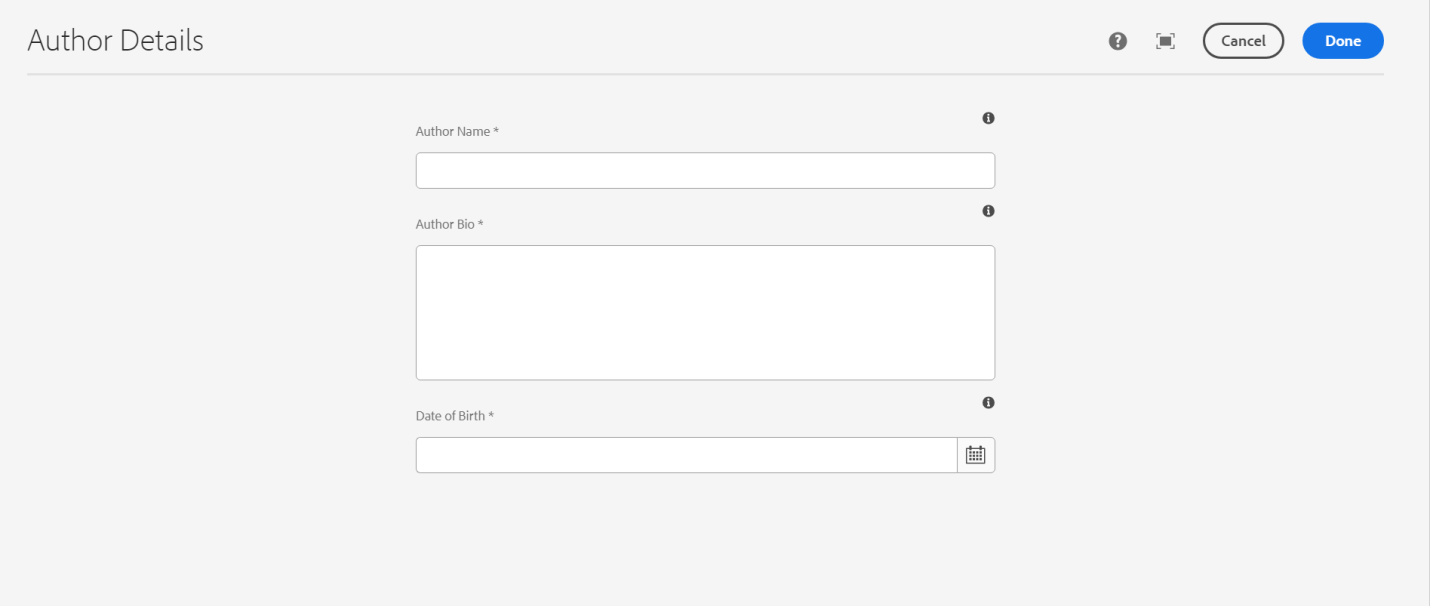 Author Details
Cancel
Done
Author Name *
Author Bio *
Date of Birth *